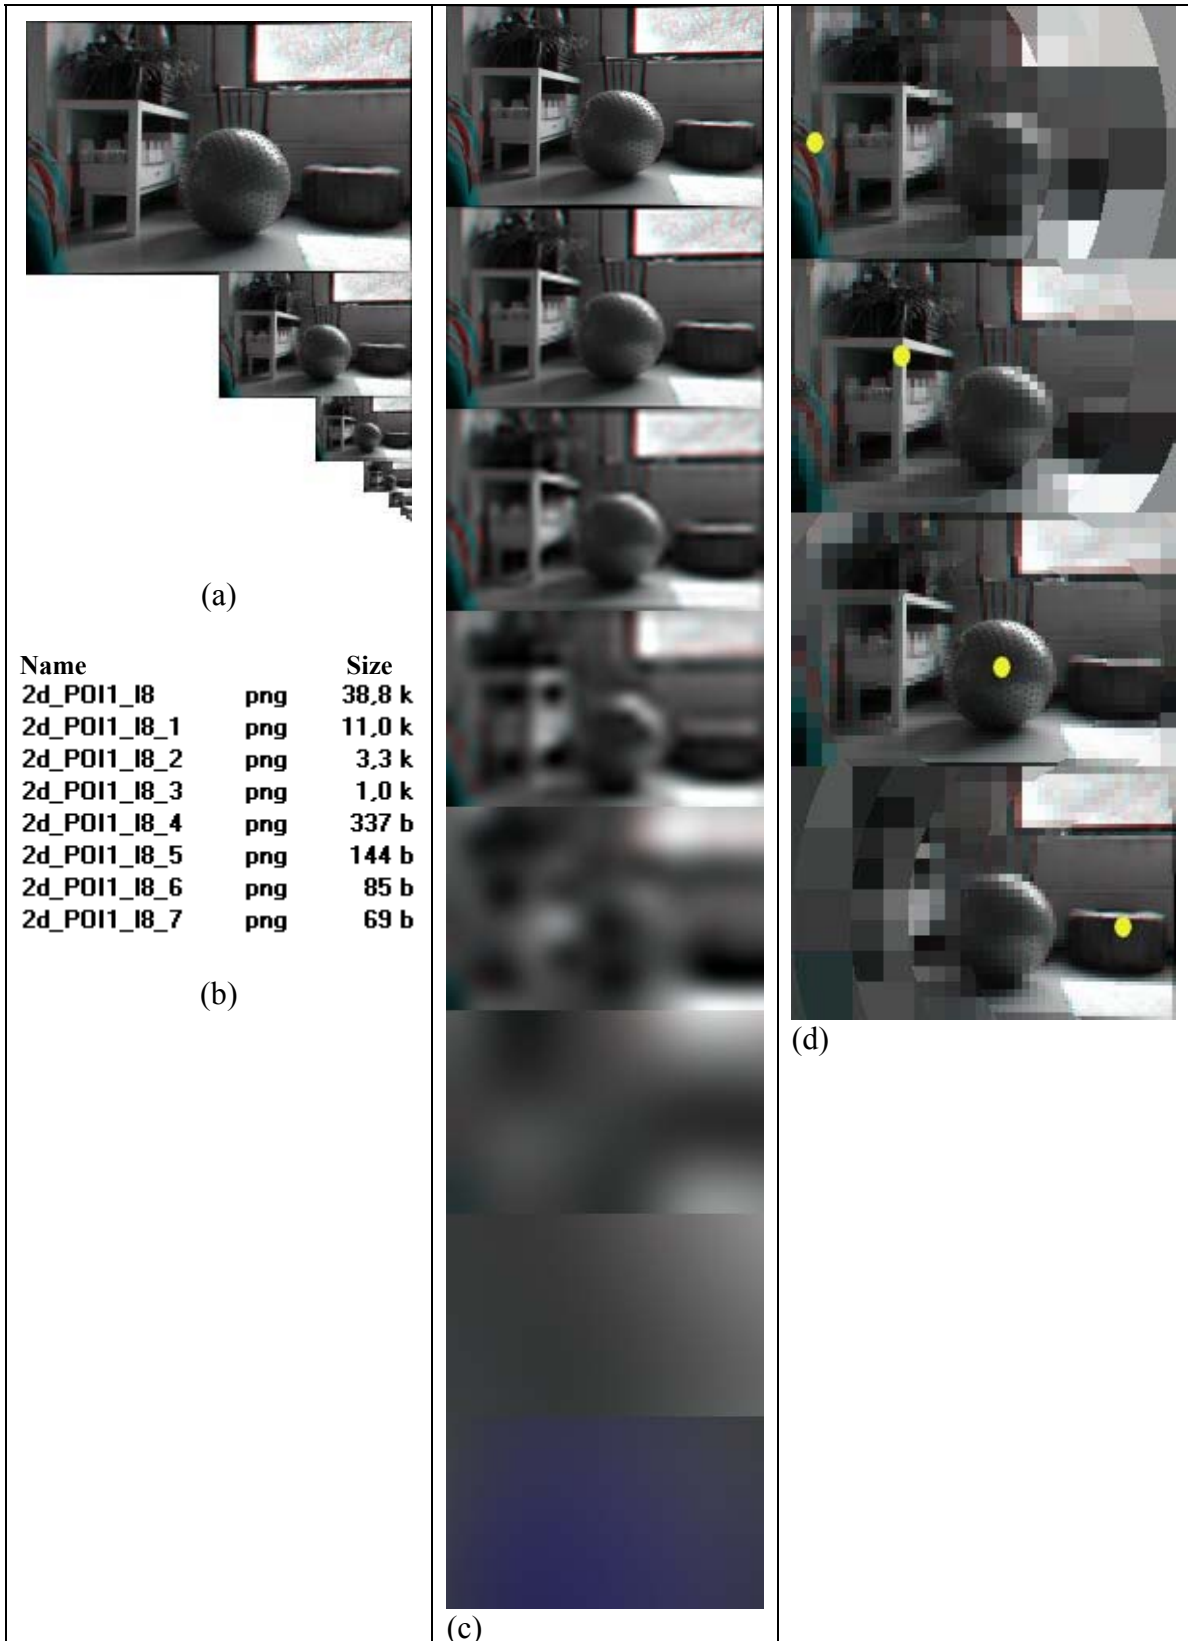 (a)
Name Size
2d_POI1_I8 png 38,8 k
2d_POI1_I8_1 png 11,0 k
2d_POI1_I8_2 png 3,3 k
2d_POI1_I8_3 png 1,0 k
2d_POI1_I8_4 png 337 b
2d_POI1_I8_5 png 144 b
2d_POI1_I8_6 png 85 b
2d_POI1_I8_7 png 69 b
(b)
(c)
(d)